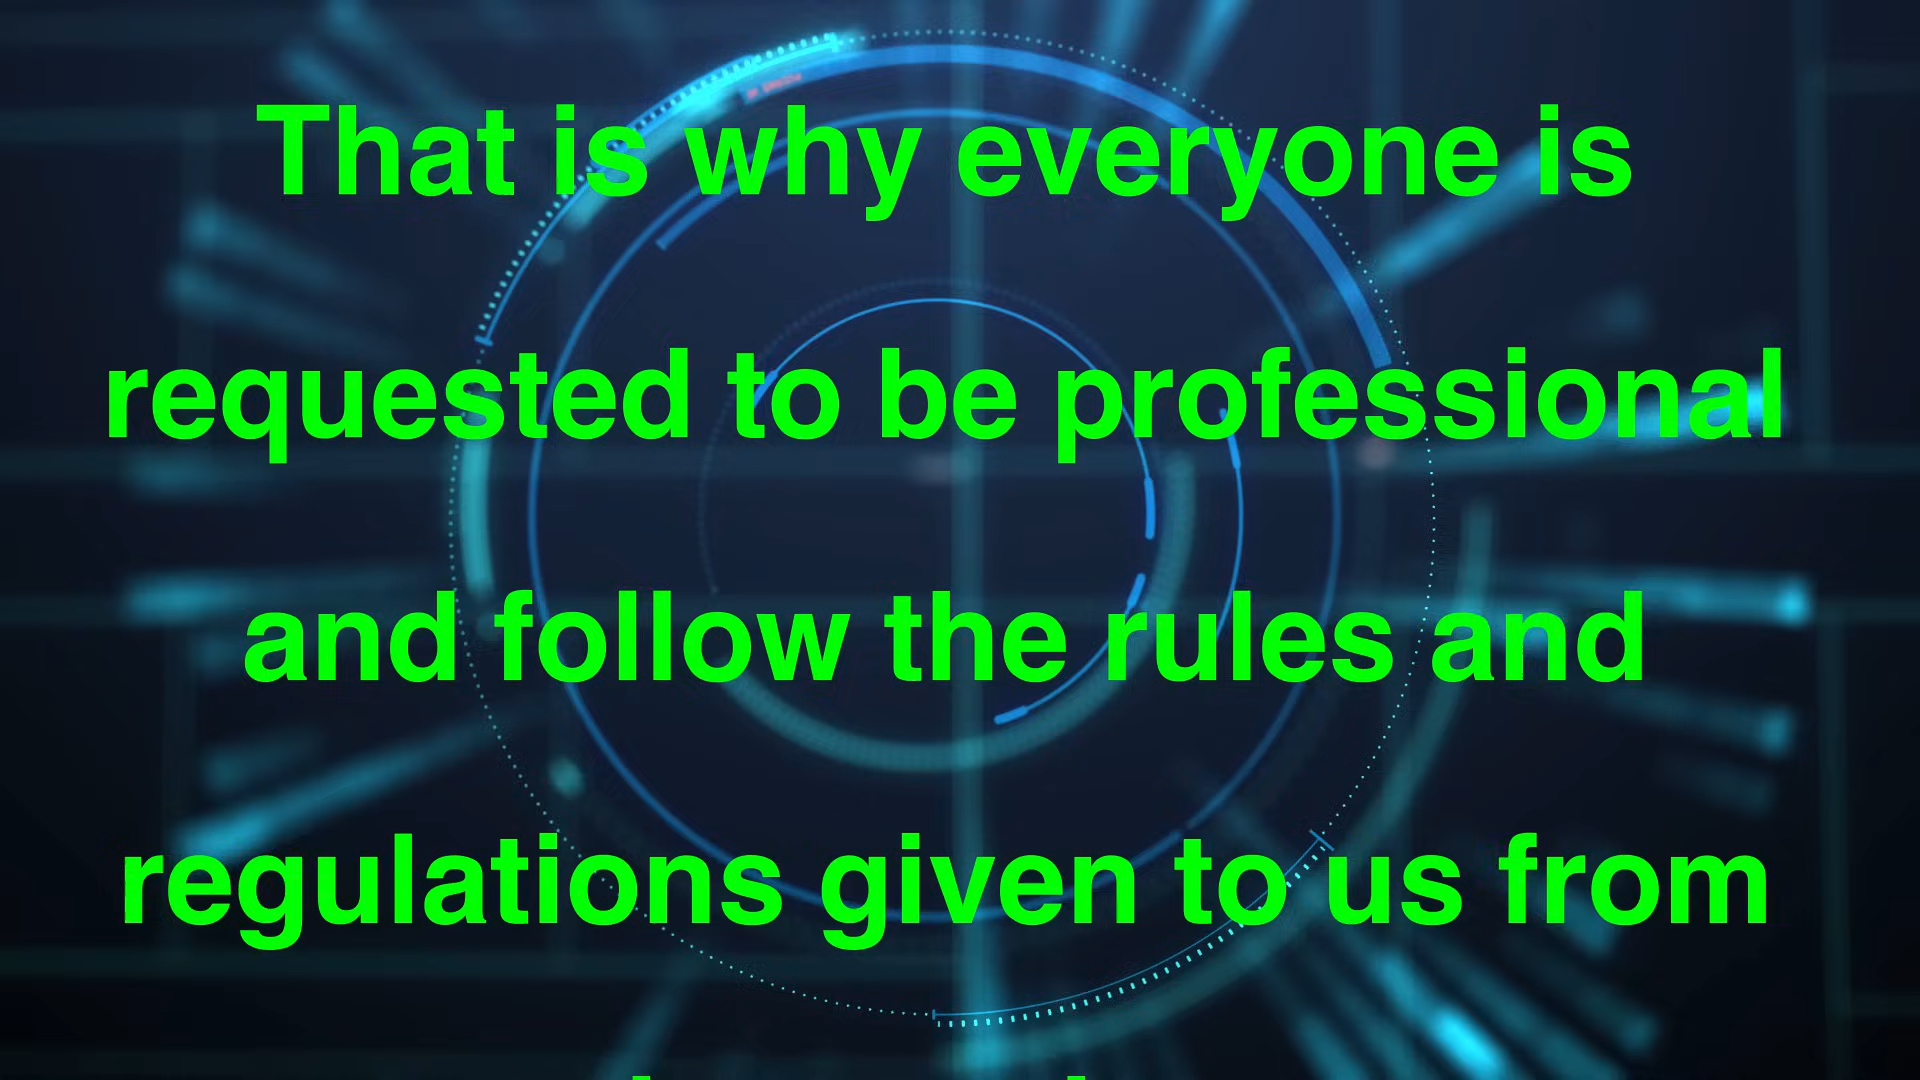 That is why everyone is
requested to be professional
and follow the rules and
regulations given to us from